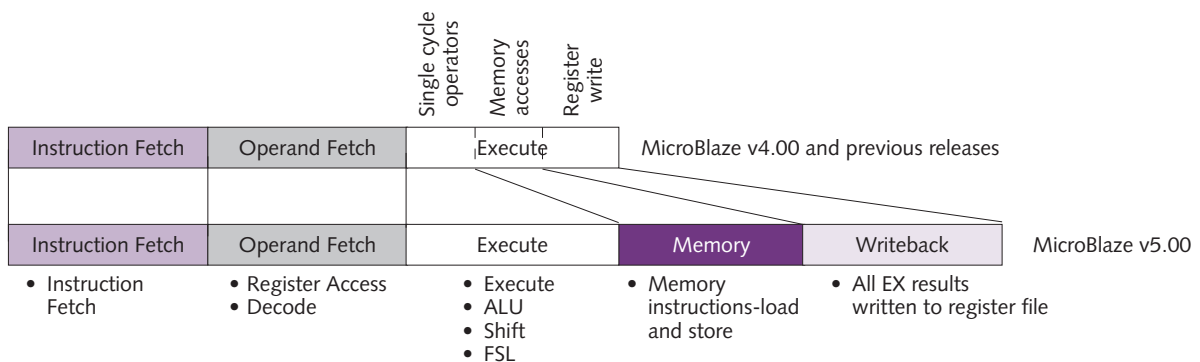 Single cycle
operators
Memory
accesses
Register
write
Instruction Fetch
Operand Fetch
Execute
MicroBlaze v4.00 and previous releases
Instruction Fetch
Operand Fetch
Execute
Memory
Writeback
MicroBlaze v5.00
• Instruction
Fetch
• Register Access
• Decode
• Execute
• ALU
• Shift
• FSL
• Memory
instructions-load
and store
• All EX results
written to register file